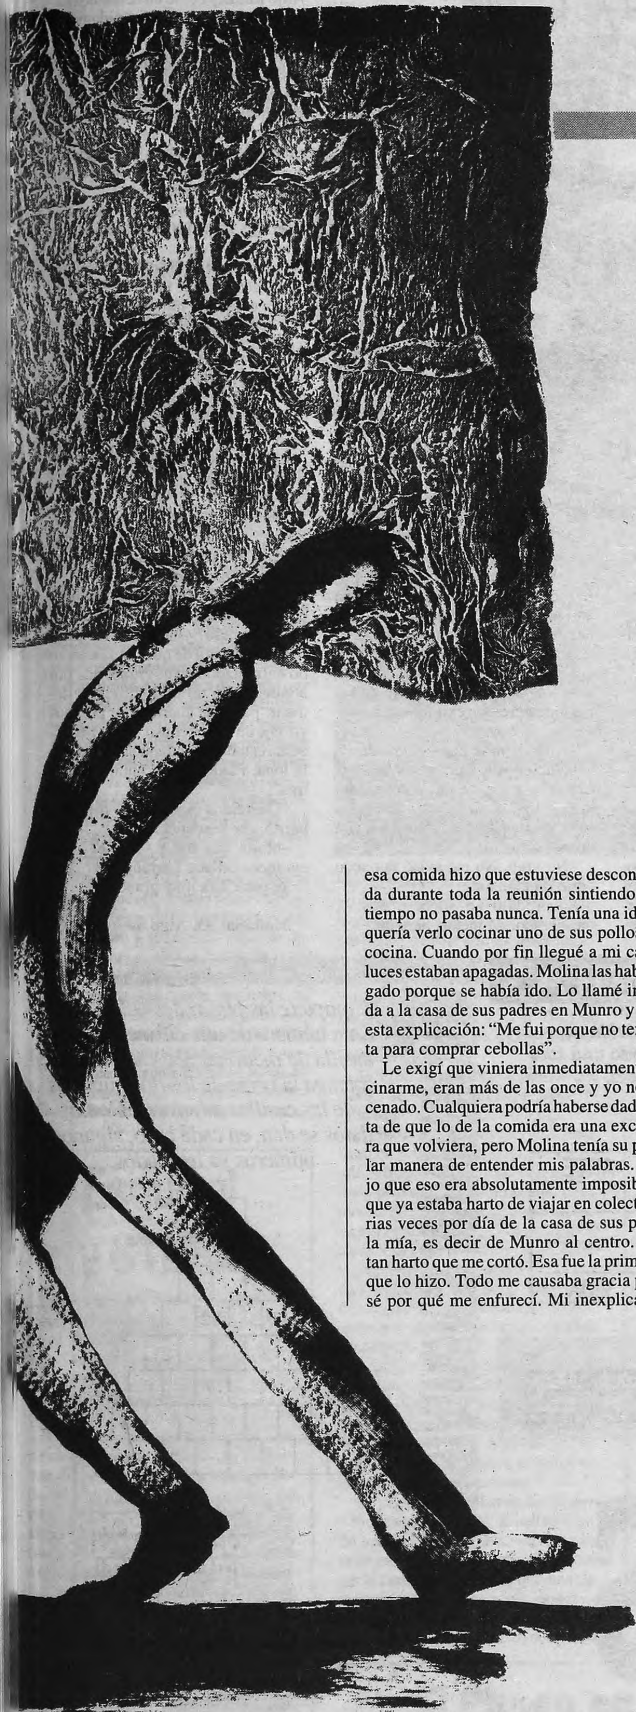 esa comida hizo que estuviese descon
da durante toda la reunión sintiendo
tiempo no pasaba nunca. Tenía una id
quería verlo cocinar uno de sus pollo
cocina. Cuando por fin llegué a mi c
luces estaban apagadas. Molina las hab
gado porque se había ido. Lo llamé in
da a la casa de sus padres en Munro y
esta explicación: "Me fui porque no te
ta para comprar cebollas".
Le exigí que viniera inmediatamen
cinarme, eran más de las once y yo n
cenado. Cualquiera podría haberse dad
ta de que lo de la comida era una exc
ra que volviera, pero Molina tenía su p
lar manera de entender mis palabras.
jo que eso era absolutamente imposib
que ya estaba harto de viajar en colect
rias veces por día de la casa de sus p
la mía, es decir de Munro al centro.
tan harto que me cortó. Esa fue la prim
que lo hizo. Todo me causaba gracia
sé por qué me enfurecí. Mi inexplica